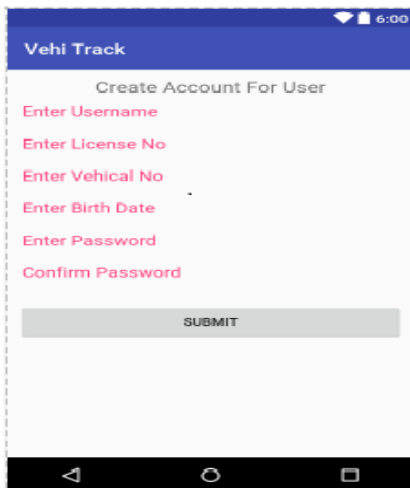 6:00
Vehi Track
Create Account For User
Enter Username
Enter License No
Enter Vehical No
Enter Birth Date
Enter Password
Confirm Password
SUBMIT